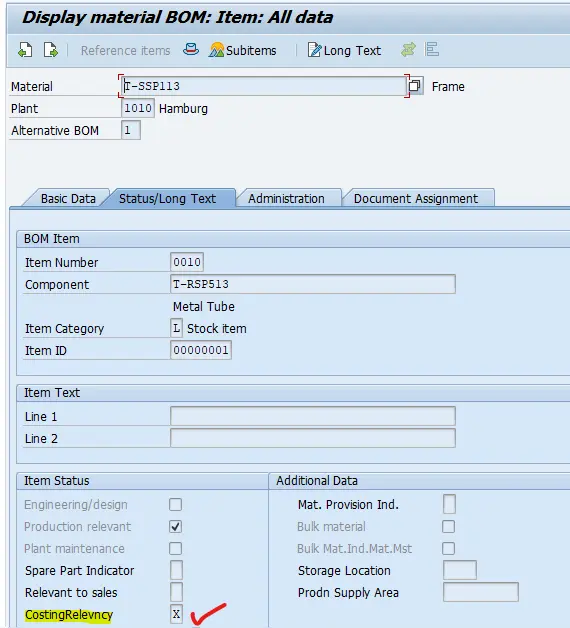 Display material BOM: Item: All data
Reference items Subitems Long Text
Material T-SSP113 Frame
Plant 1010 Hamburg
Alternative BOM 1
Basic Data Status/Long Text Administration Document Assignment
BOM Item
Item Number 0010
Component T-RSP513
Metal Tube
Item Category L Stock item
Item ID 00000001
Item Text
Line 1
Line 2
Item Status Additional Data
Engineering/design Mat. Provision Ind.
Production relevant Bulk material
Plant maintenance Bulk Mat.Ind.Mat.Mst
Spare Part Indicator Storage Location
Relevant to sales Prodn Supply Area
CostingRelevncy X